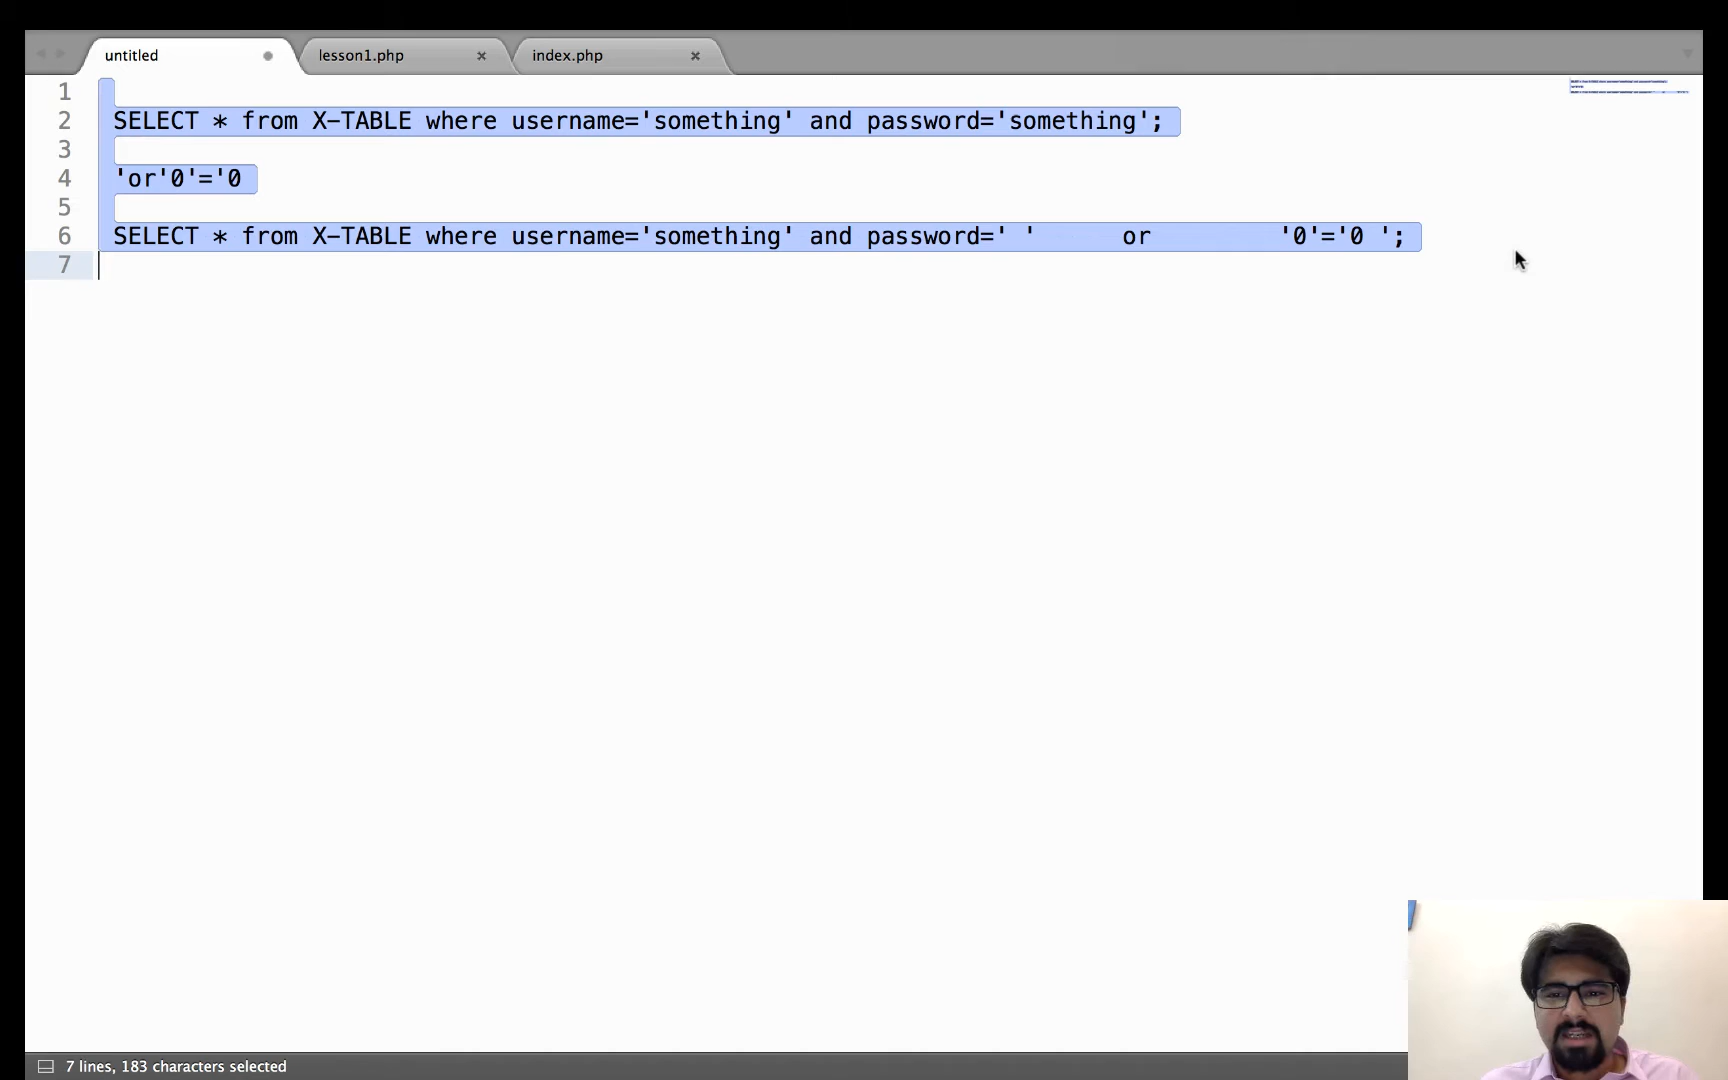 untitled
lesson1.php
index.php
1
2 SELECT * from X-TABLE where username='something' and password='something';
3
4 'or'0'='0
5
6 SELECT * from X-TABLE where username='something' and password=' ' or '0'='0 ';
7
7 lines, 183 characters selected